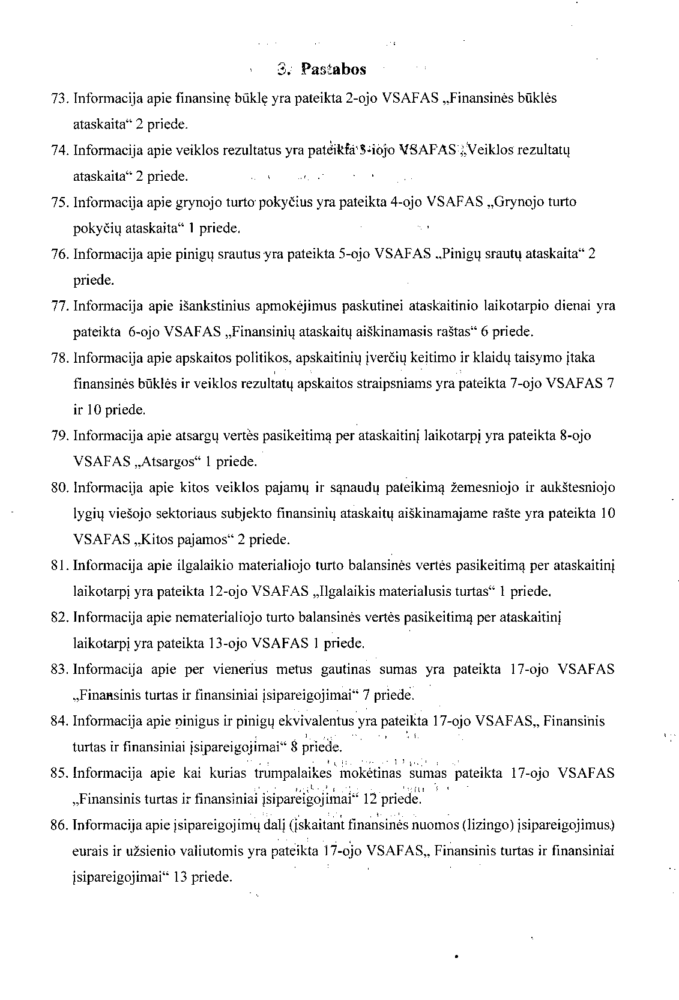 3. Pastabos
73. Informacija apie finansinę būklę yra pateikta 2-ojo VSAFAS „Finansinės būklės
ataskaita“ 2 priede.
74. Informacija apie veiklos rezultatus yra pateikta 3-iojo VSAFAS „Veiklos rezultatų
ataskaita“ 2 priede.
75. Informacija apie grynojo turto pokyčius yra pateikta 4-ojo VSAFAS „Grynojo turto
pokyčių ataskaita“ 1 priede.
76. Informacija apie pinigų srautus yra pateikta 5-ojo VSAFAS „Pinigų srautų ataskaita“ 2
priede.
77. Informacija apie išankstinius apmokėjimus paskutinei ataskaitinio laikotarpio dienai yra
pateikta 6-ojo VSAFAS „Finansinių ataskaitų aiškinamasis raštas“ 6 priede.
78. Informacija apie apskaitos politikos, apskaitinių įverčių keitimo ir klaidų taisymo įtaka
finansinės būklės ir veiklos rezultatų apskaitos straipsniams yra pateikta 7-ojo VSAFAS 7
ir 10 priede.
79. Informacija apie atsargų vertės pasikeitimą per ataskaitinį laikotarpį yra pateikta 8-ojo
VSAFAS „Atsargos“ 1 priede.
80. Informacija apie kitos veiklos pajamų ir sąnaudų pateikimą žemesniojo ir aukštesniojo
lygių viešojo sektoriaus subjekto finansinių ataskaitų aiškinamajame rašte yra pateikta 10
VSAFAS „Kitos pajamos“ 2 priede.
81. Informacija apie ilgalaikio materialiojo turto balansinės vertės pasikeitimą per ataskaitinį
laikotarpį yra pateikta 12-ojo VSAFAS „Ilgalaikis materialusis turtas“ 1 priede.
82. Informacija apie nematerialiojo turto balansinės vertės pasikeitimą per ataskaitinį
laikotarpį yra pateikta 13-ojo VSAFAS 1 priede.
83. Informacija apie per vienerius metus gautinas sumas yra pateikta 17-ojo VSAFAS
„Finansinis turtas ir finansiniai įsipareigojimai“ 7 priede.
84. Informacija apie pinigus ir pinigų ekvivalentus yra pateikta 17-ojo VSAFAS„ Finansinis
turtas ir finansiniai įsipareigojimai“ 8 priede.
85. Informacija apie kai kurias trumpalaikes mokėtinas sumas pateikta 17-ojo VSAFAS
„Finansinis turtas ir finansiniai įsipareigojimai“ 12 priede.
86. Informacija apie įsipareigojimų dalį (įskaitant finansinės nuomos (lizingo) įsipareigojimus)
eurais ir užsienio valiutomis yra pateikta 17-ojo VSAFAS„ Finansinis turtas ir finansiniai
įsipareigojimai“ 13 priede.